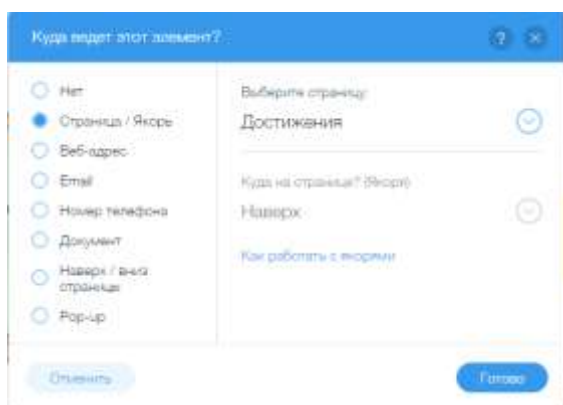 Куда ведет этот элемент?
Нет
Страница / Якорь
Веб-адрес
Email
Номер телефона
Документ
Наверх / вниз
страницы
Pop-up
Выберите страницу:
Достижения
Куда на странице? (Якоря)
Наверх
Как работать с якорями
Отменить
Готово